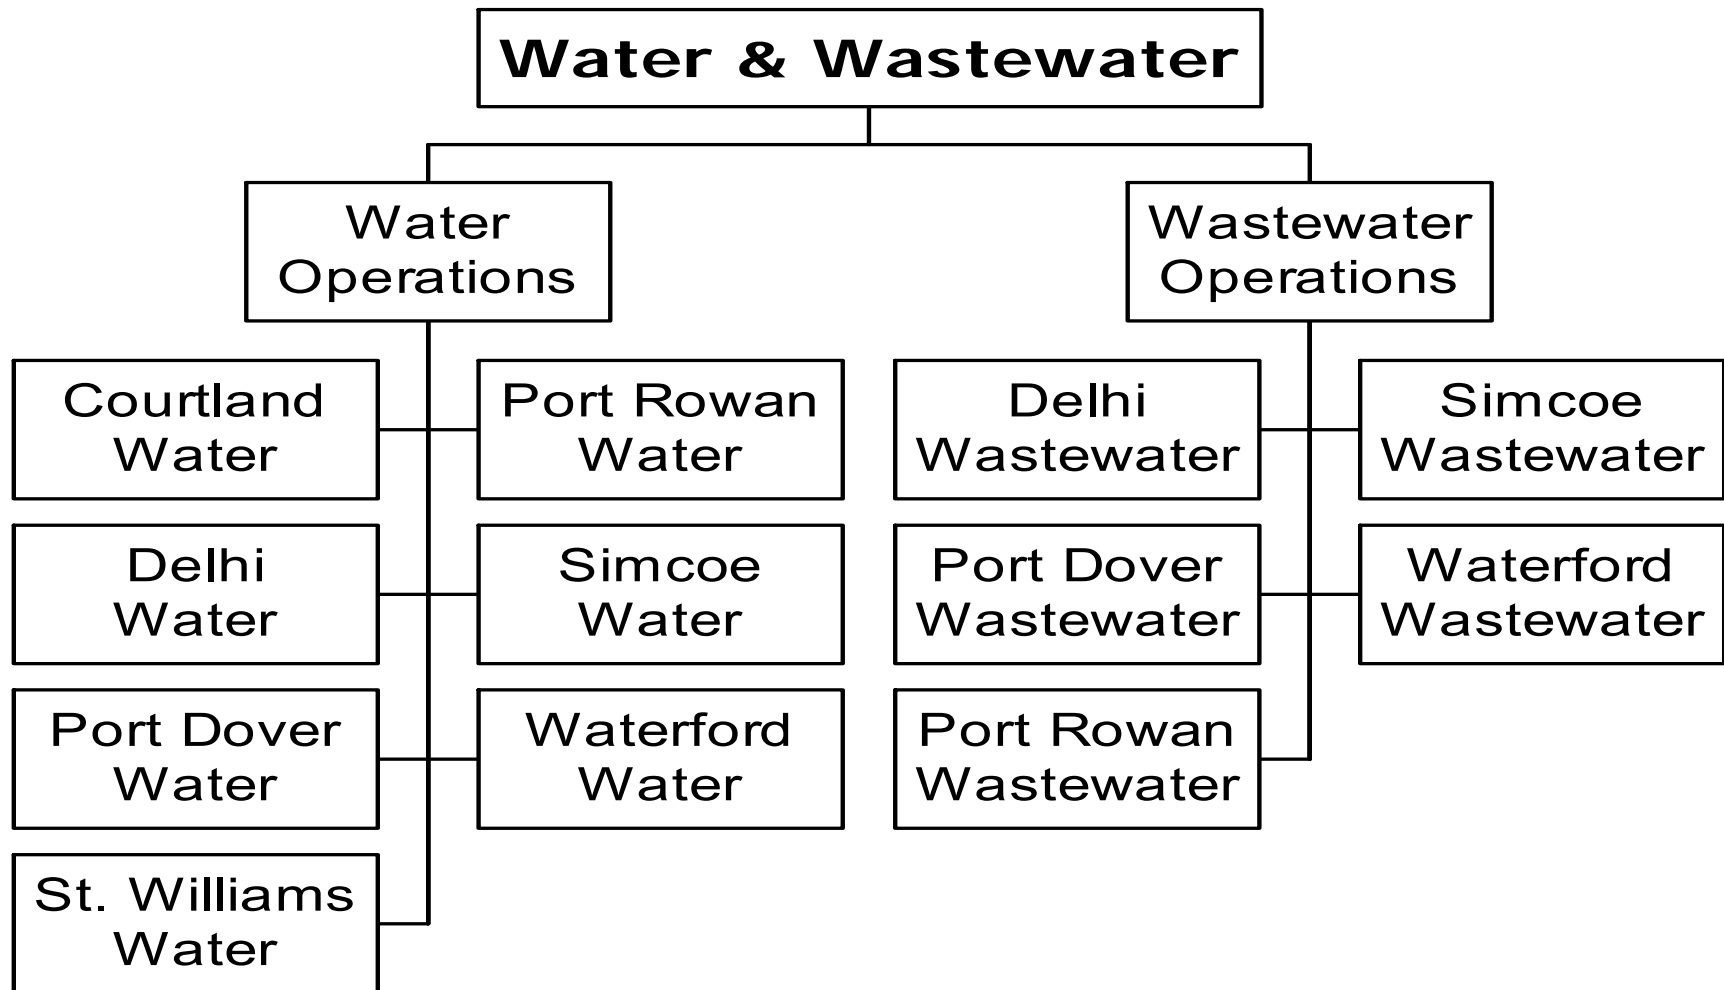 Water & Wastewater
Water
Operations
Wastewater
Operations
Courtland
Water
Port Rowan
Water
Delhi
Wastewater
Simcoe
Wastewater
Delhi
Water
Simcoe
Water
Port Dover
Wastewater
Waterford
Wastewater
Port Dover
Water
Waterford
Water
Port Rowan
Wastewater
St. Williams
Water